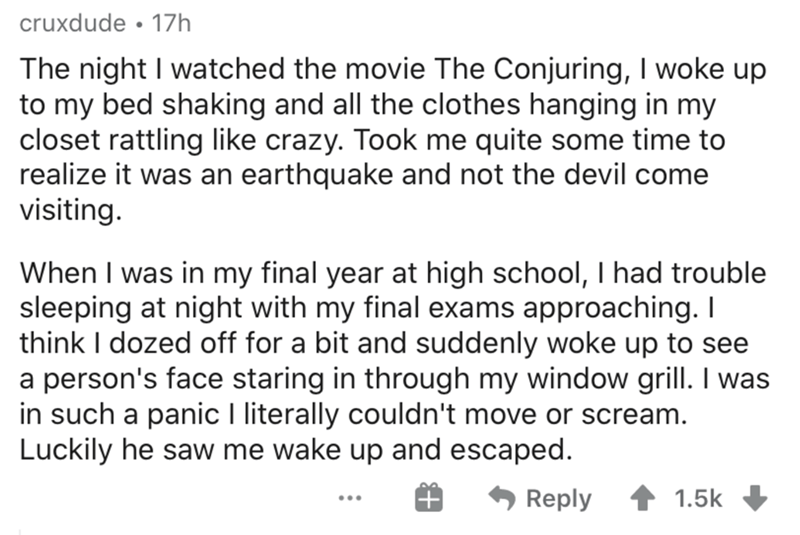 cruxdude • 17h
The night I watched the movie The Conjuring, I woke up
to my bed shaking and all the clothes hanging in my
closet rattling like crazy. Took me quite some time to
realize it was an earthquake and not the devil come
visiting.
When I was in my final year at high school, I had trouble
sleeping at night with my final exams approaching. I
think I dozed off for a bit and suddenly woke up to see
a person's face staring in through my window grill. I was
in such a panic I literally couldn't move or scream.
Luckily he saw me wake up and escaped.
... Reply 1.5k